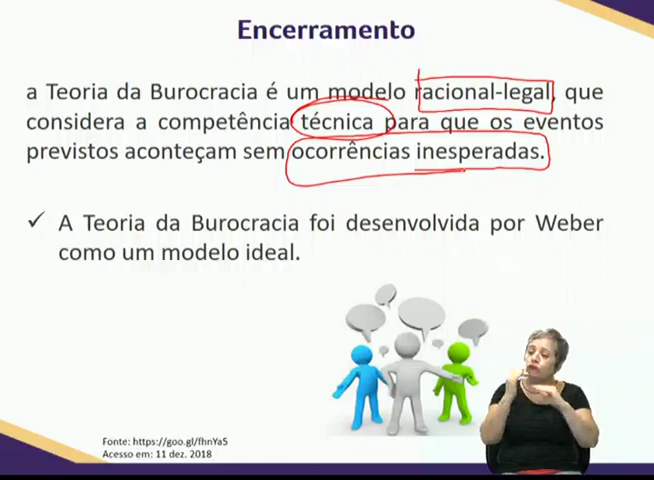 Encerramento
a Teoria da Burocracia é um modelo racional-legal, que
considera a competência técnica para que os eventos
previstos aconteçam sem ocorrências inesperadas.
✓ A Teoria da Burocracia foi desenvolvida por Weber
como um modelo ideal.
Fonte: https://goo.gl/fhnYa5
Acesso em: 11 dez. 2018